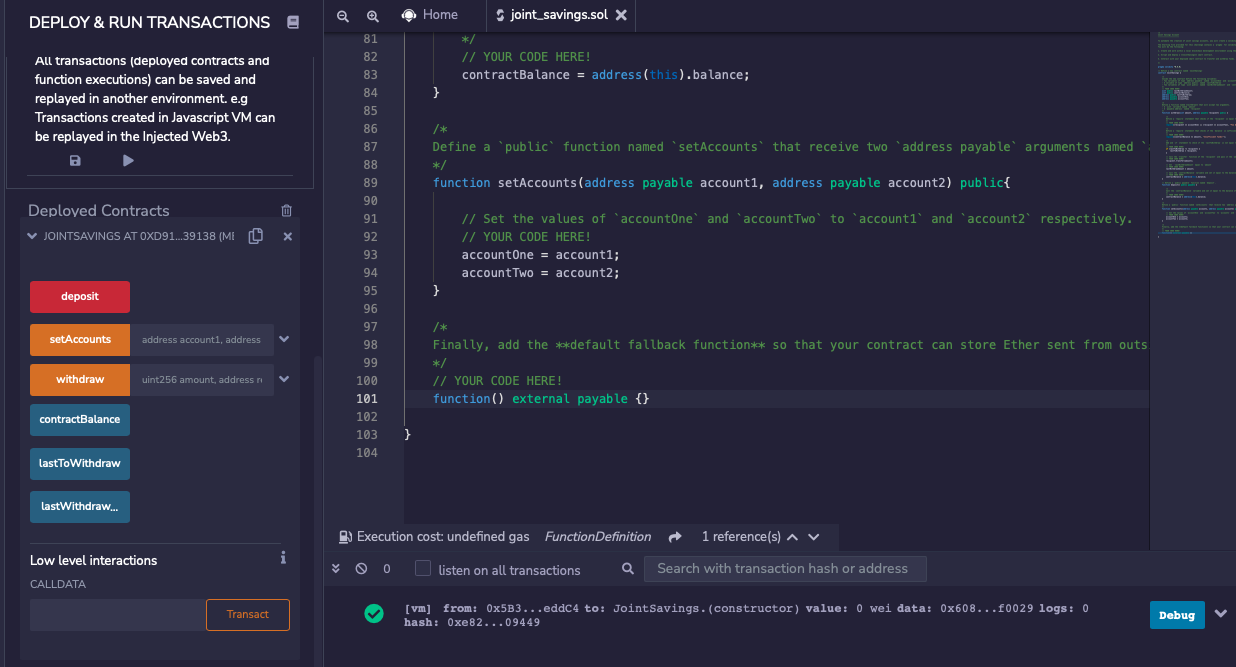 DEPLOY & RUN TRANSACTIONS
All transactions (deployed contracts and
function executions) can be saved and
replayed in another environment. e.g
Transactions created in Javascript VM can
be replayed in the Injected Web3.
Deployed Contracts
JOINTSAVINGS AT 0XD91...39138 (ME
deposit
setAccounts address account1, address
withdraw uint256 amount, address re
contractBalance
lastToWithdraw
lastWithdraw...
Low level interactions
i
CALLDATA
Transact
Home
joint_savings.sol
81 */
82 // YOUR CODE HERE!
83 contractBalance = address(this).balance;
84 }
85
86 /*
87 Define a `public` function named `setAccounts` that receive two `address payable` arguments named `
88 */
89 function setAccounts(address payable account1, address payable account2) public{
90
91 // Set the values of `accountOne` and `accountTwo` to `account1` and `account2` respectively.
92 // YOUR CODE HERE!
93 accountOne = account1;
94 accountTwo = account2;
95 }
96
97 /*
98 Finally, add the **default fallback function** so that your contract can store Ether sent from outs
99 */
100 // YOUR CODE HERE!
101 function() external payable {}
102
103 }
104
Execution cost: undefined gas FunctionDefinition 1 reference(s)
0 listen on all transactions Search with transaction hash or address
[vm] from: 0x5B3...eddC4 to: JointSavings.(constructor) value: 0 wei data: 0x608...f0029 logs: 0
hash: 0xe82...09449
Debug